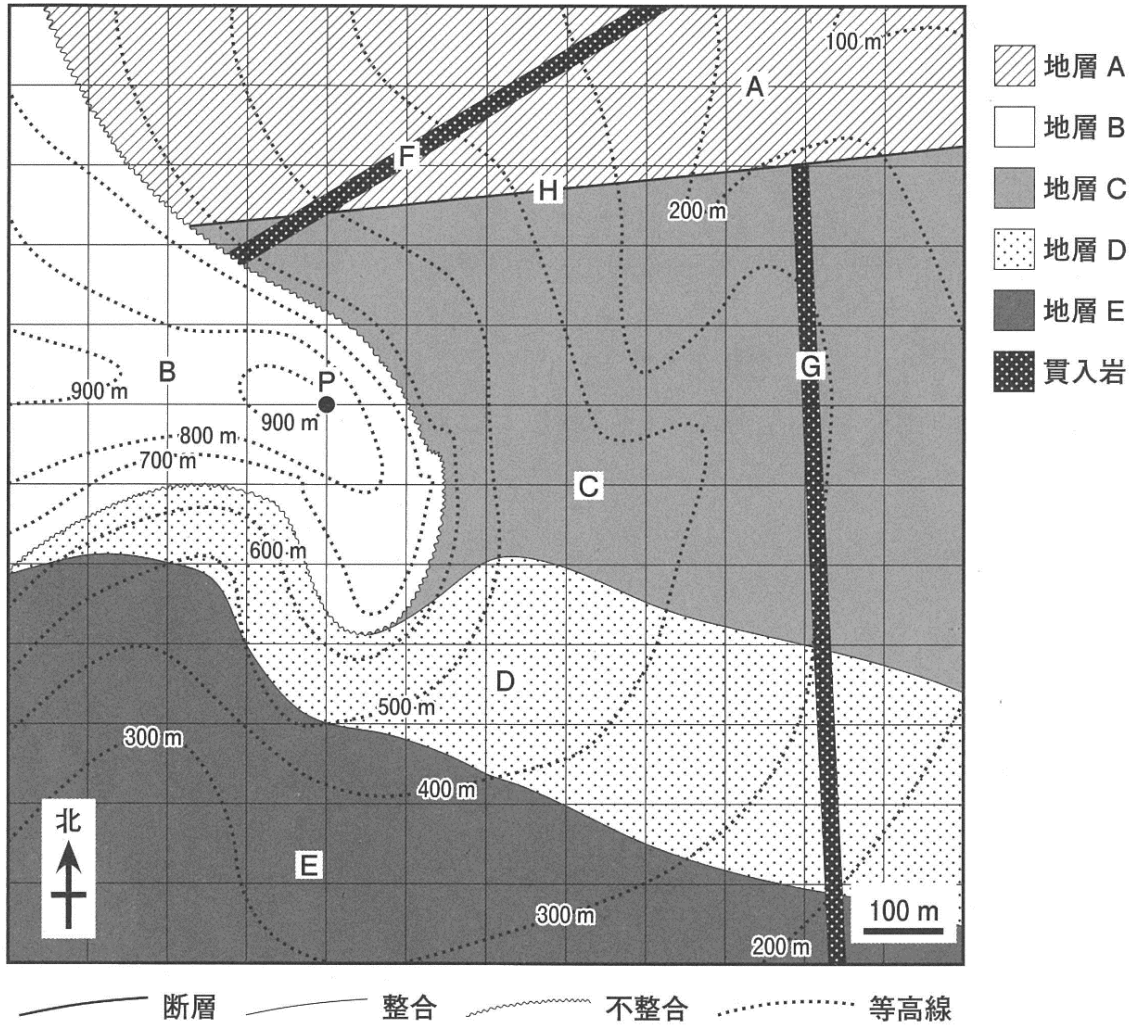 100 m
A
F
H
200 m
B
900 m
P
900 m
G
800 m
700 m
C
600 m
D
500 m
300 m
400 m
北
E
300 m
200 m
100 m
地層 A
地層 B
地層 C
地層 D
地層 E
貫入岩
断層
整合
不整合
等高線